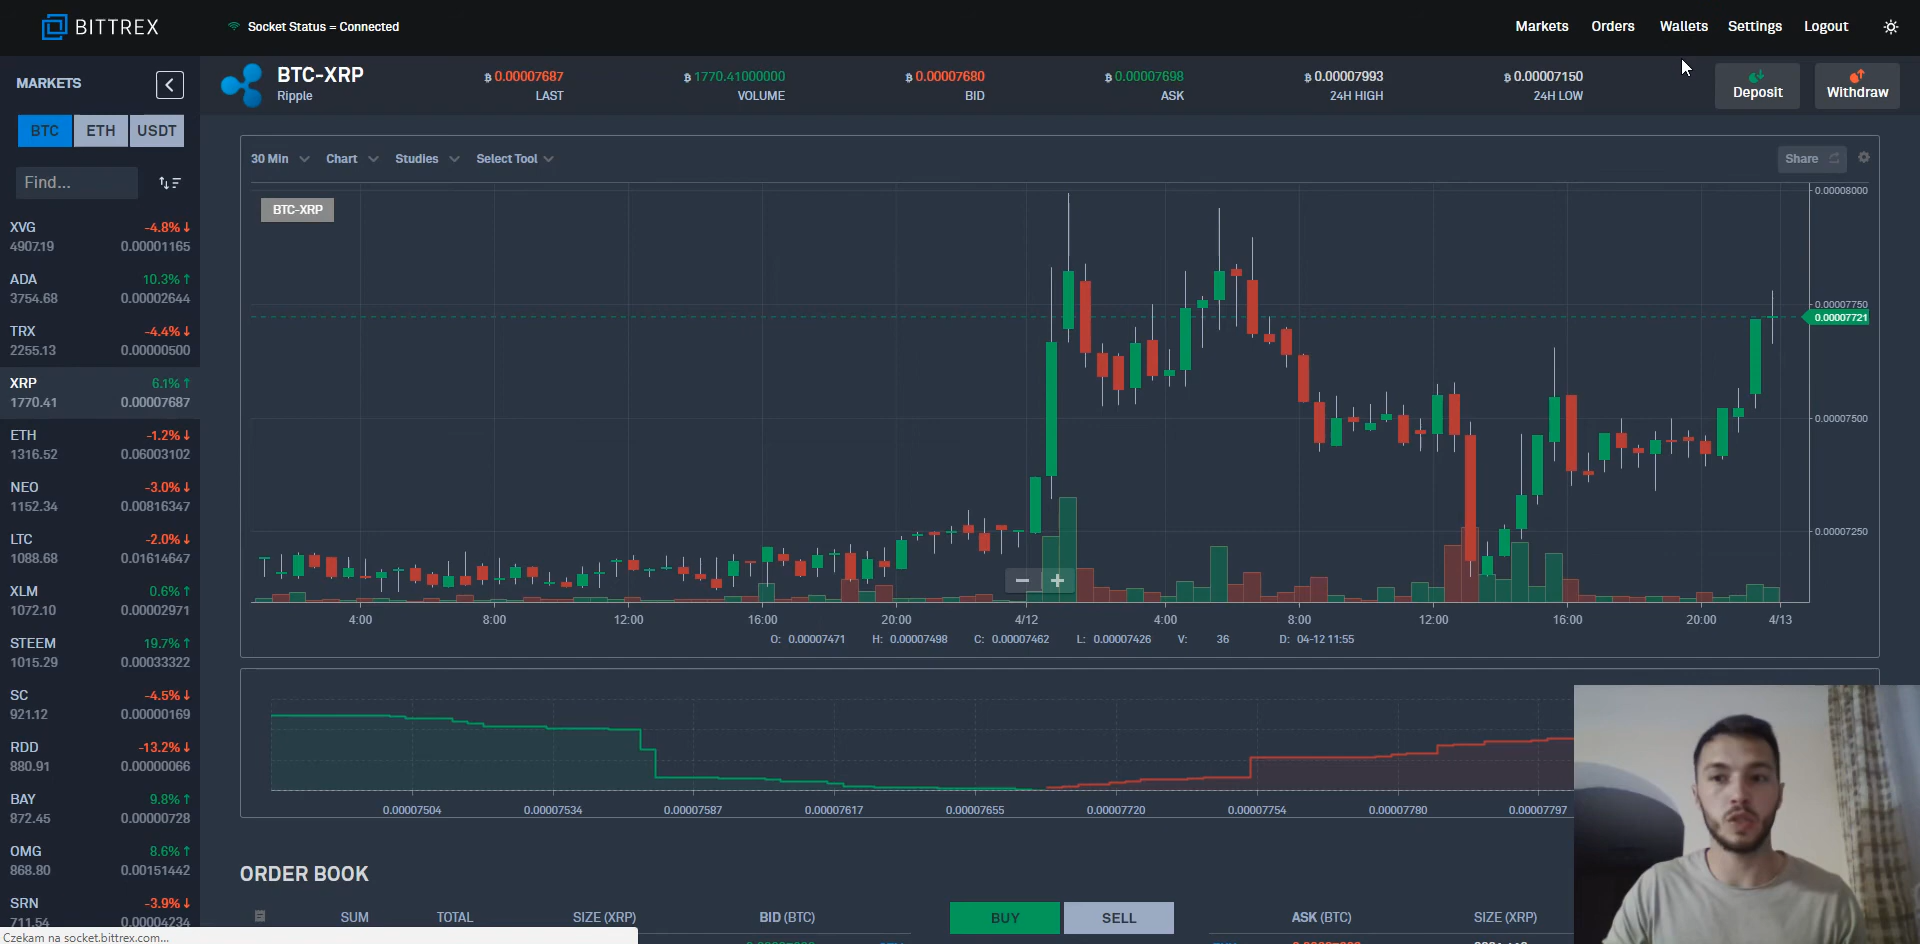 BITTREX
Socket Status = Connected
Markets Orders Wallets Settings Logout
MARKETS
BTC ETH USDT
Find...
BTC-XRP
Ripple
฿ 0.00007687
LAST
฿ 1770.41000000
VOLUME
฿ 0.00007680
BID
฿ 0.00007698
ASK
฿ 0.00007993
24H HIGH
฿ 0.00007150
24H LOW
Deposit
Withdraw
XVG -4.8%↓
4907.19 0.00001165
ADA 10.3%↑
3754.68 0.00002644
TRX -4.4%↓
2255.13 0.00000500
XRP 6.1%↑
1770.41 0.00007687
ETH -1.2%↓
1316.52 0.06003102
NEO -3.0%↓
1152.34 0.00816347
LTC -2.0%↓
1088.68 0.01614647
XLM 0.6%↑
1072.10 0.00002971
STEEM 19.7%↑
1015.29 0.00033322
SC -4.5%↓
921.12 0.00000169
RDD -13.2%↓
880.91 0.00000066
BAY 9.8%↑
872.45 0.00000728
OMG 8.6%↑
868.80 0.00151442
SRN -3.9%↓
711.54 0.00004234
Czekam na socket.bittrex.com...
30 Min Chart Studies Select Tool
Share
BTC-XRP
0.00008000
0.00007750
0.00007721
0.00007500
0.00007250
4:00 8:00 12:00 16:00 20:00 4/12 4:00 8:00 12:00 16:00 20:00 4/13
O: 0.00007471 H: 0.00007498 C: 0.00007462 L: 0.00007426 V: 36 D: 04-12 11:55
0.00007504 0.00007534 0.00007587 0.00007617 0.00007655 0.00007720 0.00007754 0.00007780 0.00007797
ORDER BOOK
SUM TOTAL SIZE (XRP) BID (BTC) BUY SELL ASK (BTC) SIZE (XRP)